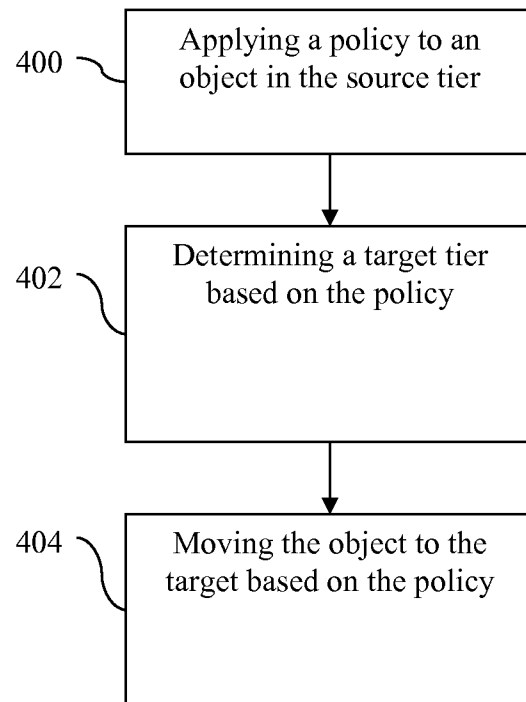 400
Applying a policy to an
object in the source tier
402
Determining a target tier
based on the policy
404
Moving the object to the
target based on the policy